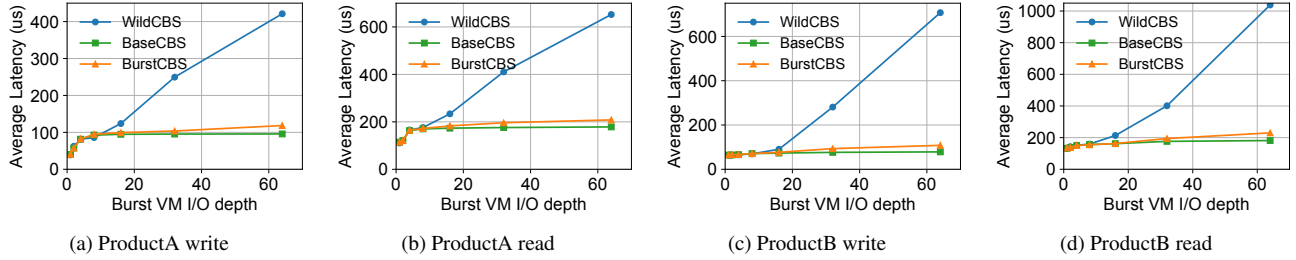 Average Latency (us)
400
300
200
100
0
WildCBS
BaseCBS
BurstCBS
0 20 40 60
Burst VM I/O depth
(a) ProductA write
Average Latency (us)
600
400
200
0
WildCBS
BaseCBS
BurstCBS
0 20 40 60
Burst VM I/O depth
(b) ProductA read
Average Latency (us)
600
400
200
0
WildCBS
BaseCBS
BurstCBS
0 20 40 60
Burst VM I/O depth
(c) ProductB write
Average Latency (us)
1000
800
600
400
200
0
WildCBS
BaseCBS
BurstCBS
0 20 40 60
Burst VM I/O depth
(d) ProductB read